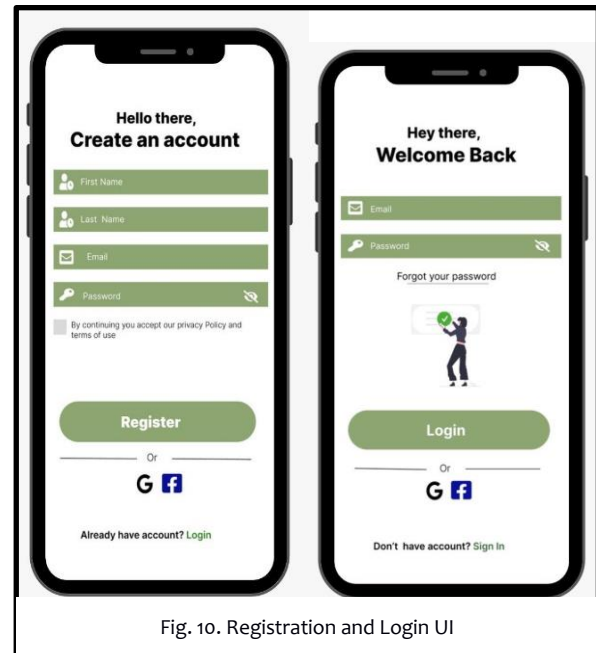 Hello there,
Create an account
First Name
Last Name
Email
Password
By continuing you accept our privacy Policy and
terms of use
Register
Or
G f
Already have account? Login
Hey there,
Welcome Back
Email
Password
Forgot your password
Login
Or
G f
Don't have account? Sign In
Fig. 10. Registration and Login UI